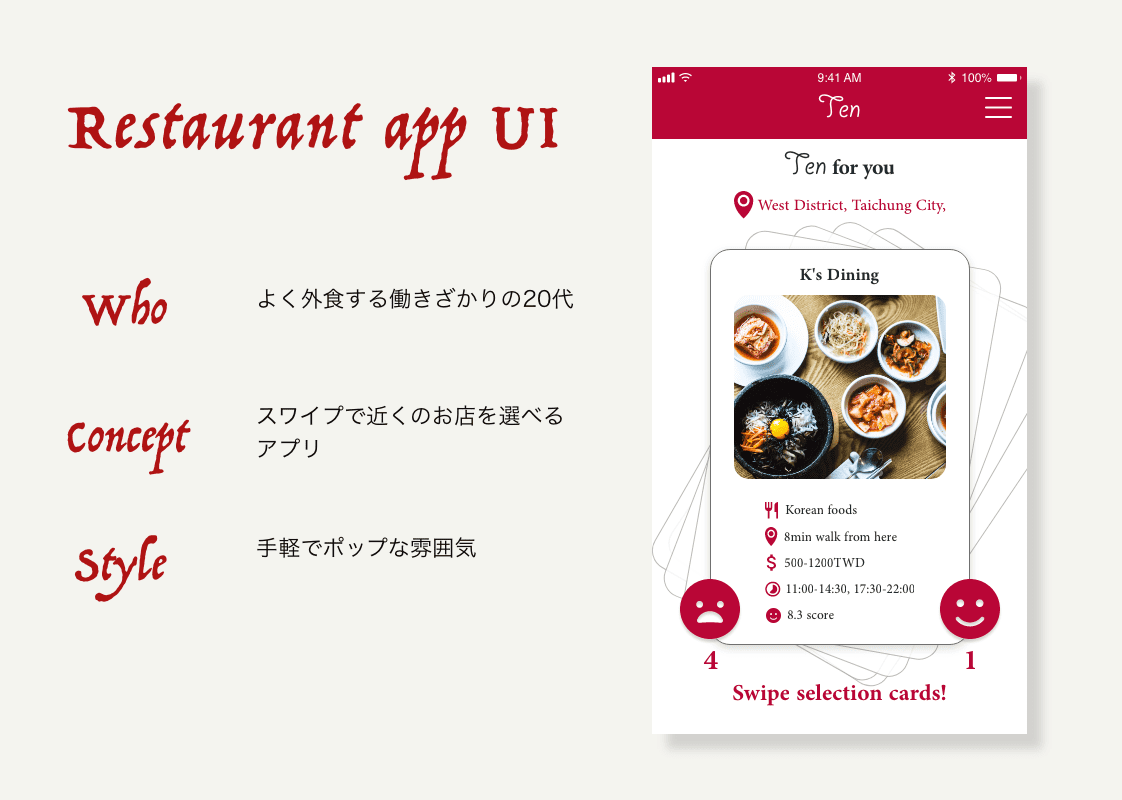 Restaurant app UI
Who
よく外食する働きざかりの20代
Concept
スワイプで近くのお店を選べる
アプリ
Style
手軽でポップな雰囲気
9:41 AM
100%
Ten
Ten for you
West District, Taichung City,
K's Dining
Korean foods
8min walk from here
500-1200TWD
11:00-14:30, 17:30-22:00
8.3 score
4
1
Swipe selection cards!